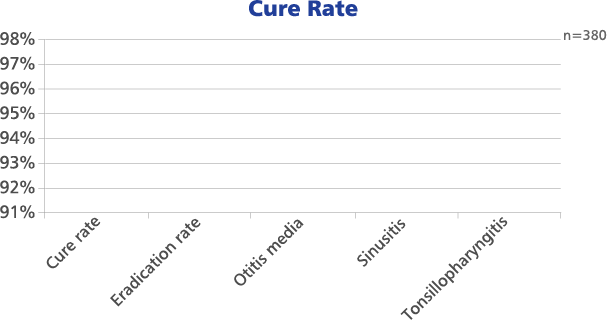 Cure Rate
n=380
98%
97%
96%
95%
94%
93%
92%
91%
Cure rate
Eradication rate
Otitis media
Sinusitis
Tonsillopharyngitis